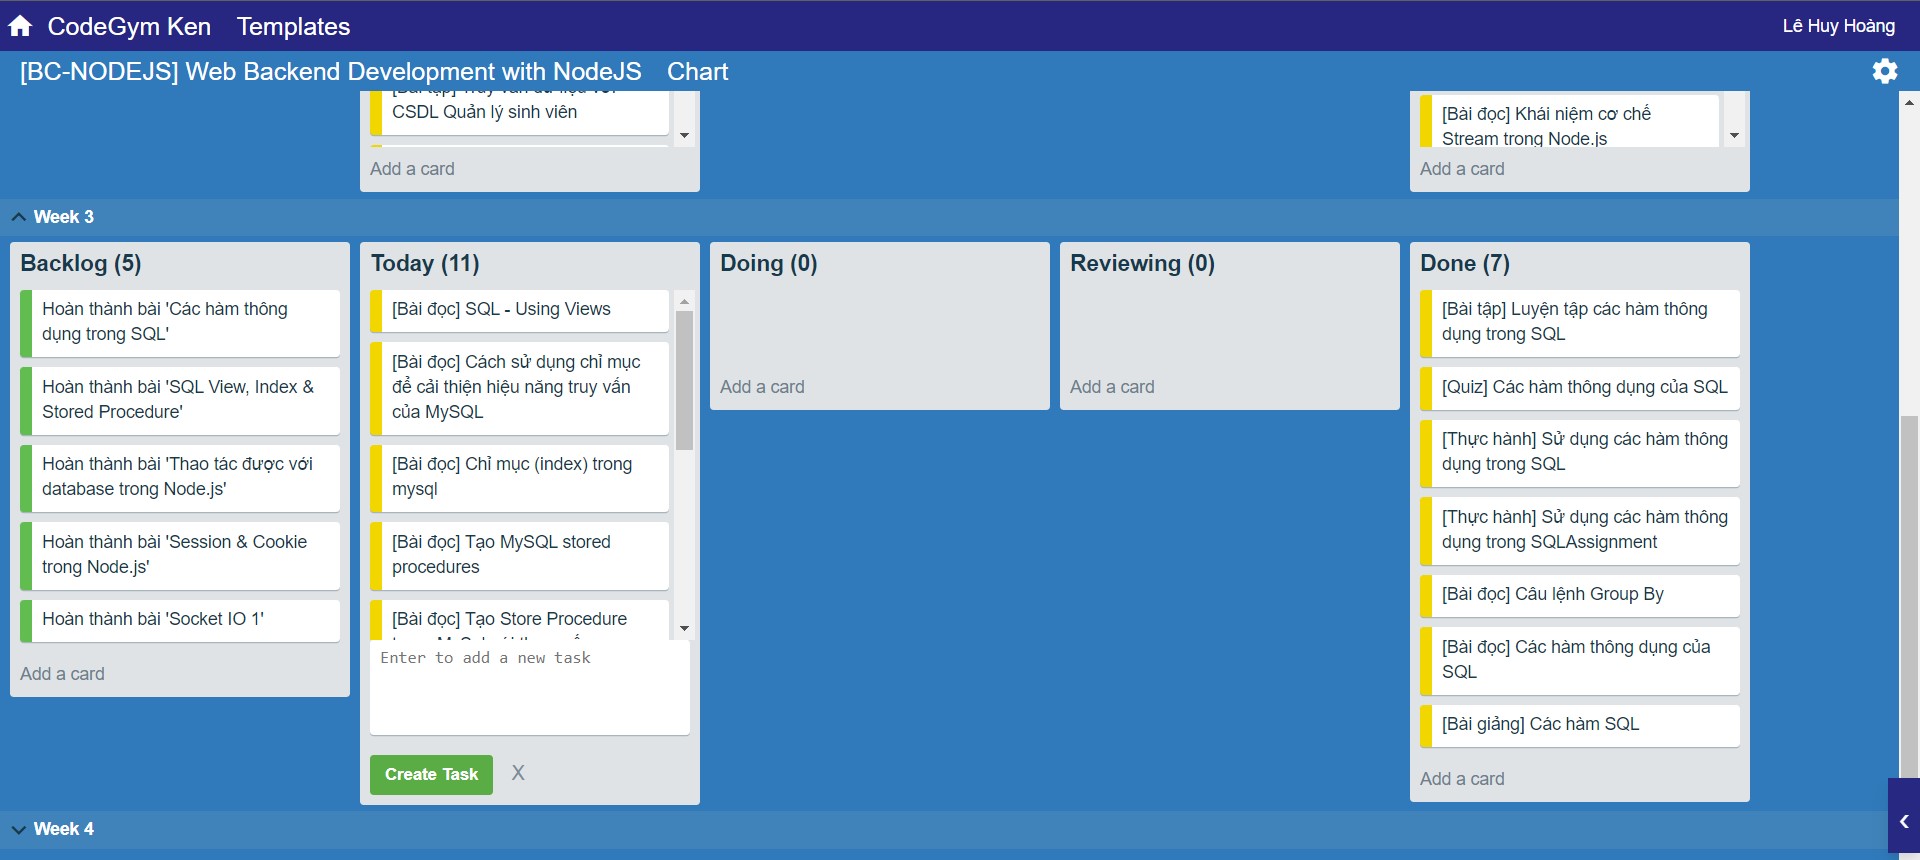 CodeGym Ken Templates
Lê Huy Hoàng
[BC-NODEJS] Web Backend Development with NodeJS Chart
CSDL Quản lý sinh viên
Add a card
[Bài đọc] Khái niệm cơ chế
Stream trong Node.js
Add a card
Week 3
Backlog (5)
Hoàn thành bài 'Các hàm thông
dụng trong SQL'
Hoàn thành bài 'SQL View, Index &
Stored Procedure'
Hoàn thành bài 'Thao tác được với
database trong Node.js'
Hoàn thành bài 'Session & Cookie
trong Node.js'
Hoàn thành bài 'Socket IO 1'
Add a card
Today (11)
[Bài đọc] SQL - Using Views
[Bài đọc] Cách sử dụng chỉ mục
để cải thiện hiệu năng truy vấn
của MySQL
[Bài đọc] Chỉ mục (index) trong
mysql
[Bài đọc] Tạo MySQL stored
procedures
[Bài đọc] Tạo Store Procedure
Enter to add a new task
Create Task X
Doing (0)
Add a card
Reviewing (0)
Add a card
Done (7)
[Bài tập] Luyện tập các hàm thông
dụng trong SQL
[Quiz] Các hàm thông dụng của SQL
[Thực hành] Sử dụng các hàm thông
dụng trong SQL
[Thực hành] Sử dụng các hàm thông
dụng trong SQLAssignment
[Bài đọc] Câu lệnh Group By
[Bài đọc] Các hàm thông dụng của
SQL
[Bài giảng] Các hàm SQL
Add a card
Week 4